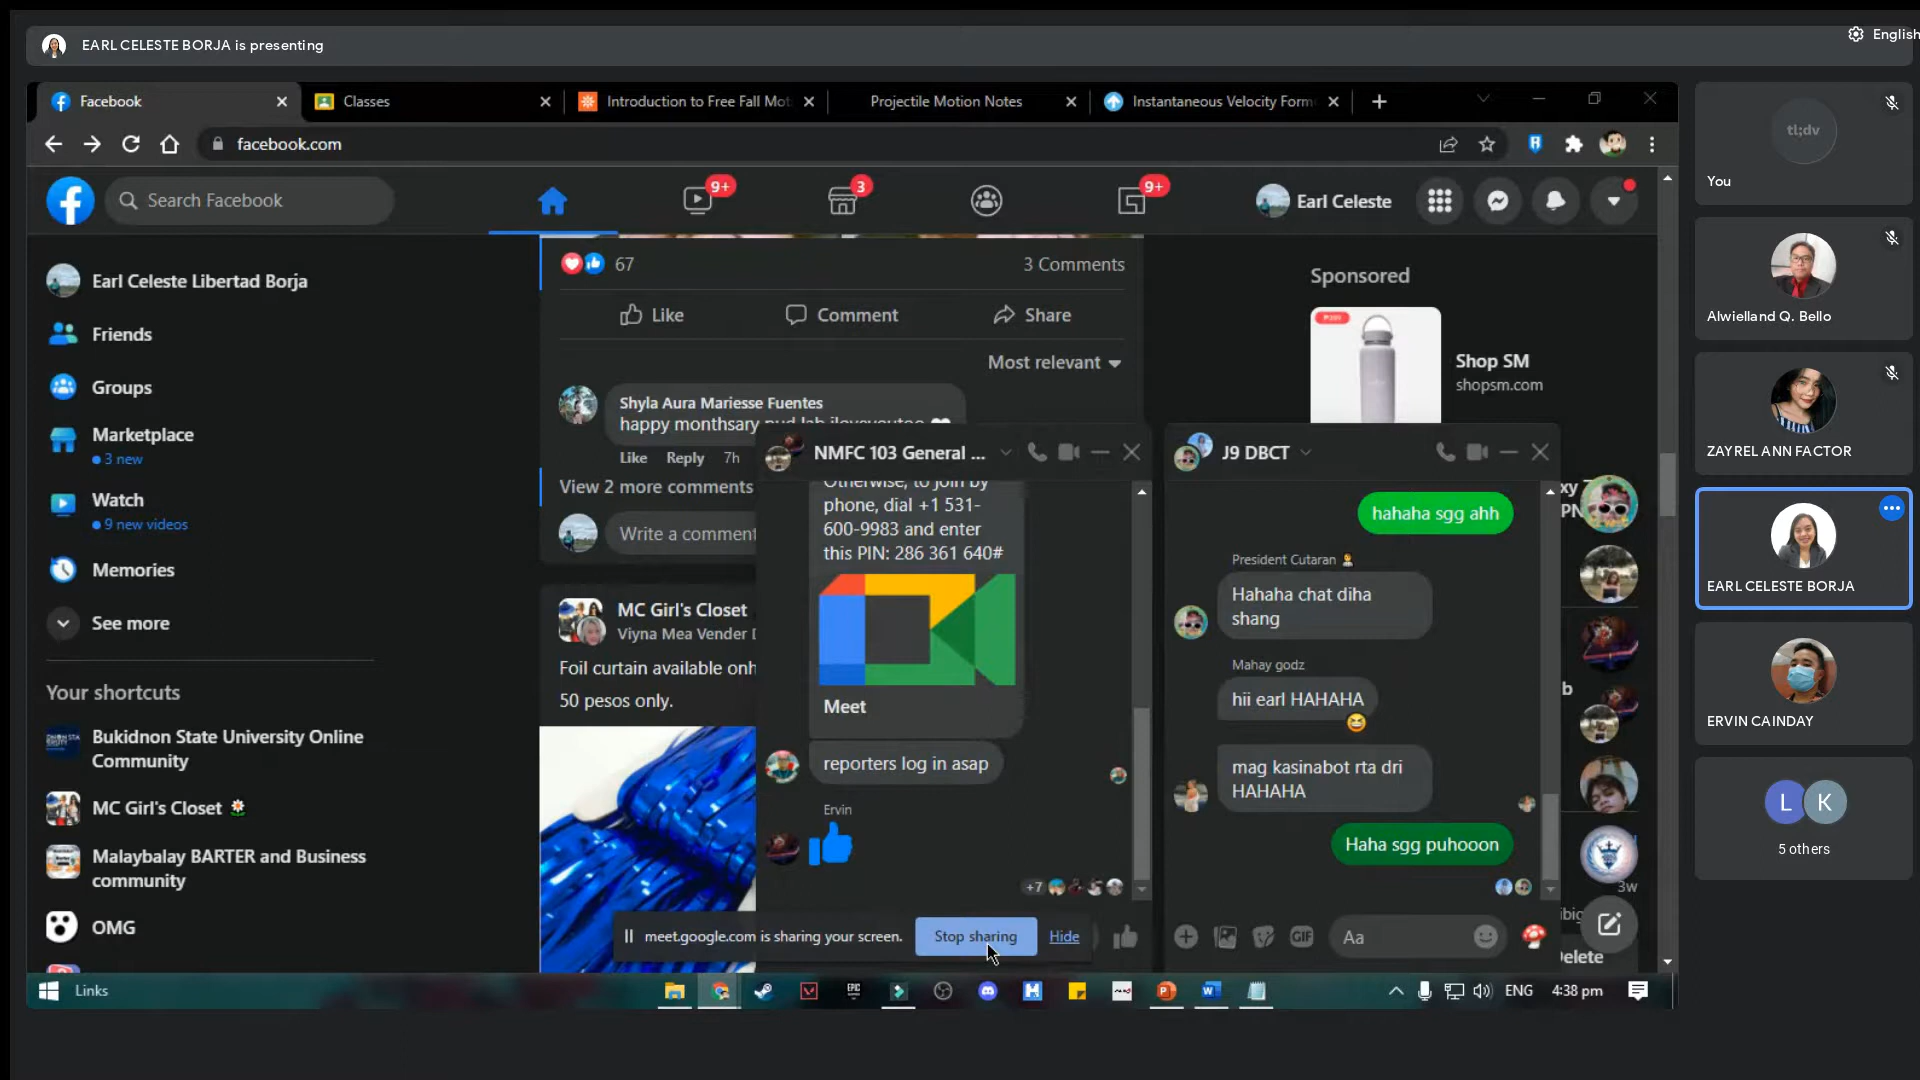 EARL CELESTE BORJA is presenting
English
Facebook
Classes
Introduction to Free Fall Mot
Projectile Motion Notes
Instantaneous Velocity Form
facebook.com
Search Facebook
9+
3
9+
Earl Celeste
Earl Celeste Libertad Borja
Friends
Groups
Marketplace
3 new
Watch
9 new videos
Memories
See more
Your shortcuts
Bukidnon State University Online
Community
MC Girl's Closet
Malaybalay BARTER and Business
community
OMG
67
3 Comments
Like
Comment
Share
Most relevant
Shyla Aura Mariesse Fuentes
happy monthsary
Like Reply 7h
View 2 more comments
Write a comment
MC Girl's Closet
Viyna Mea Vender
Foil curtain available
50 pesos only.
Sponsored
Shop SM
shopsm.com
NMFC 103 General ...
Otherwise, to join by
phone, dial +1 531-
600-9983 and enter
this PIN: 286 361 640#
Meet
reporters log in asap
Ervin
+7
J9 DBCT
hahaha sgg ahh
President Cutaran
Hahaha chat diha
shang
Mahay godz
hii earl HAHAHA
mag kasinabot rta dri
HAHAHA
Haha sgg puhooon
GIF
Aa
3w
meet.google.com is sharing your screen.
Stop sharing
Hide
Links
EPIC
ENG
4:38 pm
tl;dv
You
Alwielland Q. Bello
ZAYREL ANN FACTOR
EARL CELESTE BORJA
ERVIN CAINDAY
L
K
5 others